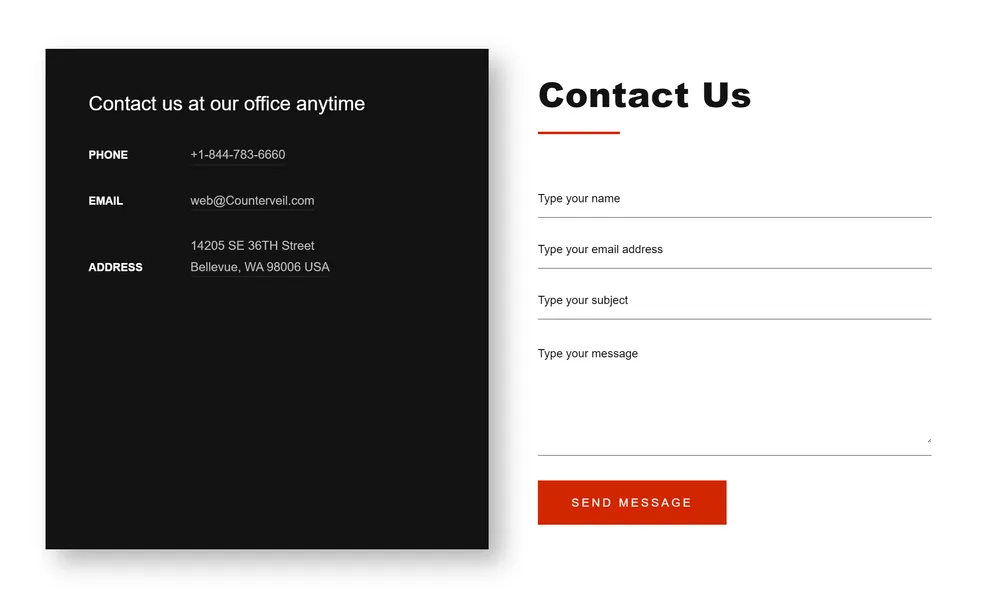 Contact us at our office anytime
PHONE +1-844-783-6660
EMAIL web@Counterveil.com
14205 SE 36TH Street
ADDRESS Bellevue, WA 98006 USA
Contact Us
Type your name
Type your email address
Type your subject
Type your message
SEND MESSAGE